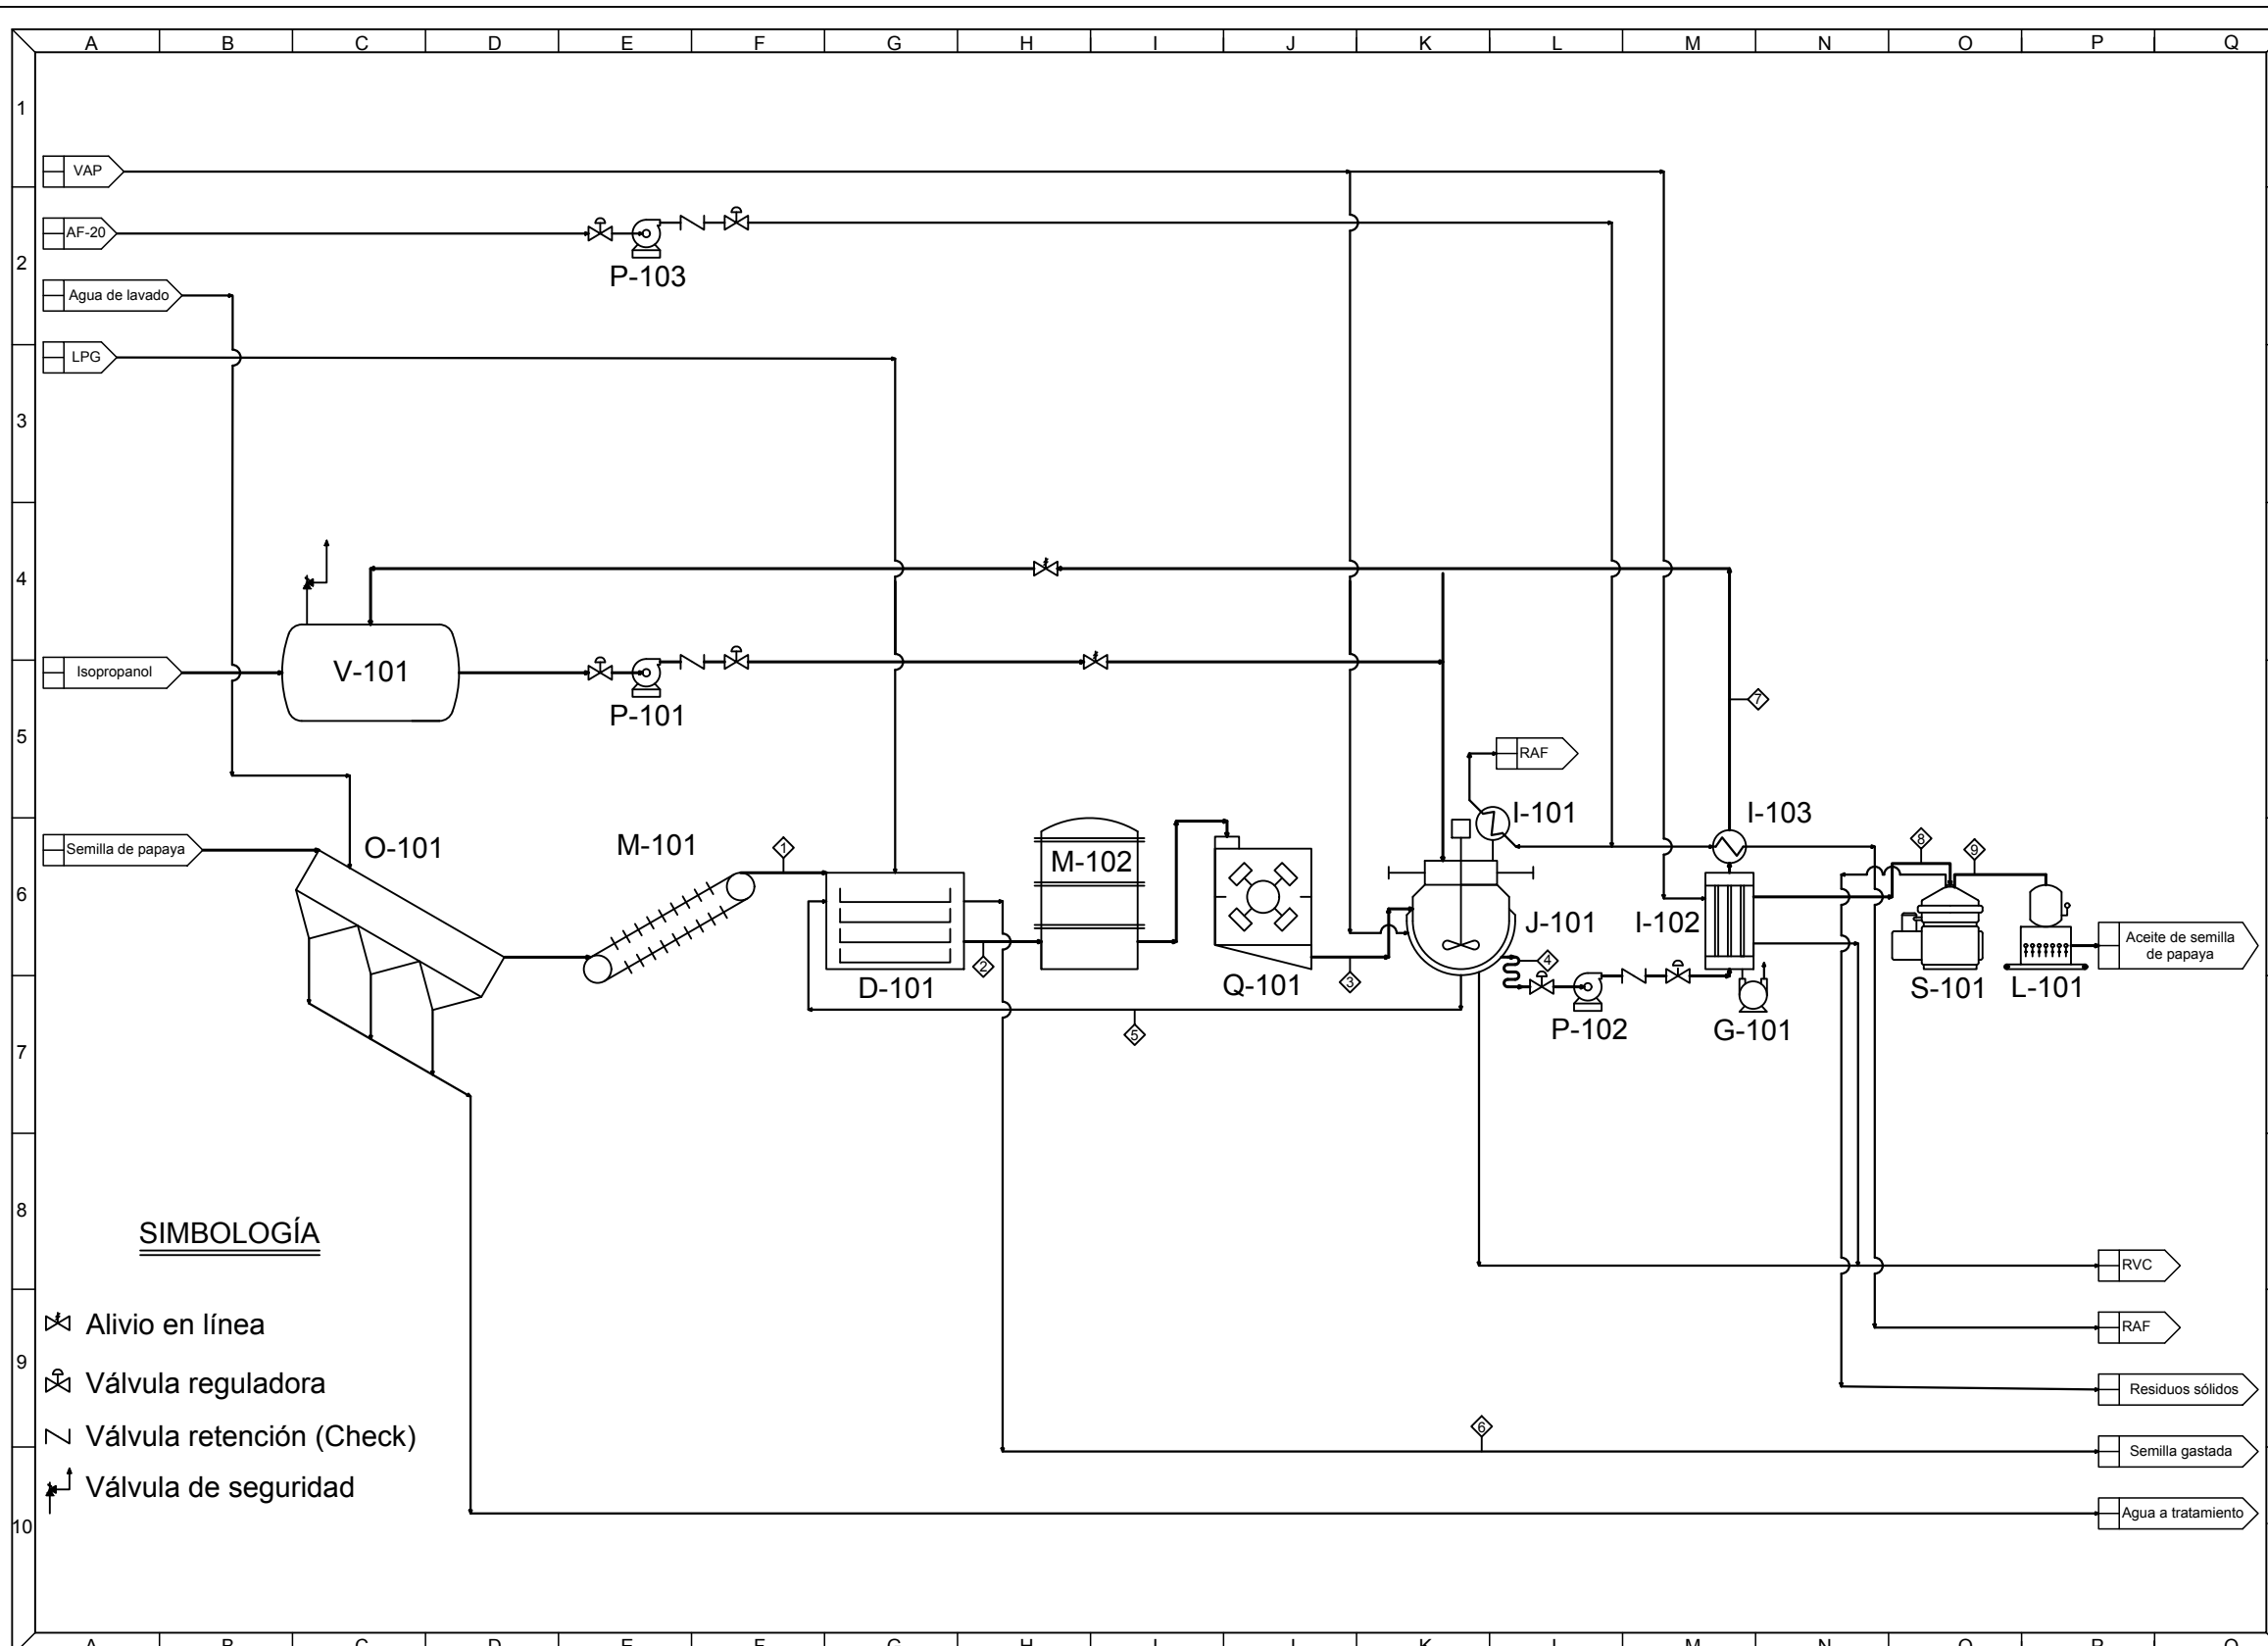 A B C D E F G H I J K L M N O P Q
1
VAP
AF-20
2
P-103
Agua de lavado
LPG
3
4
V-101
Isopropanol
P-101
7
5
RAF
I-101
I-103
Semilla de papaya
O-101
M-101
1
M-102
8
9
6
J-101
I-102
Aceite de semilla
de papaya
2
4
3
D-101
Q-101
S-101
L-101
5
P-102
G-101
7
8
SIMBOLOGÍA
RVC
Alivio en línea
RAF
9
Válvula reguladora
Residuos sólidos
6
Válvula retención (Check)
Semilla gastada
Válvula de seguridad
Agua a tratamiento
10
A B C D E F G H I J K L M N O P Q